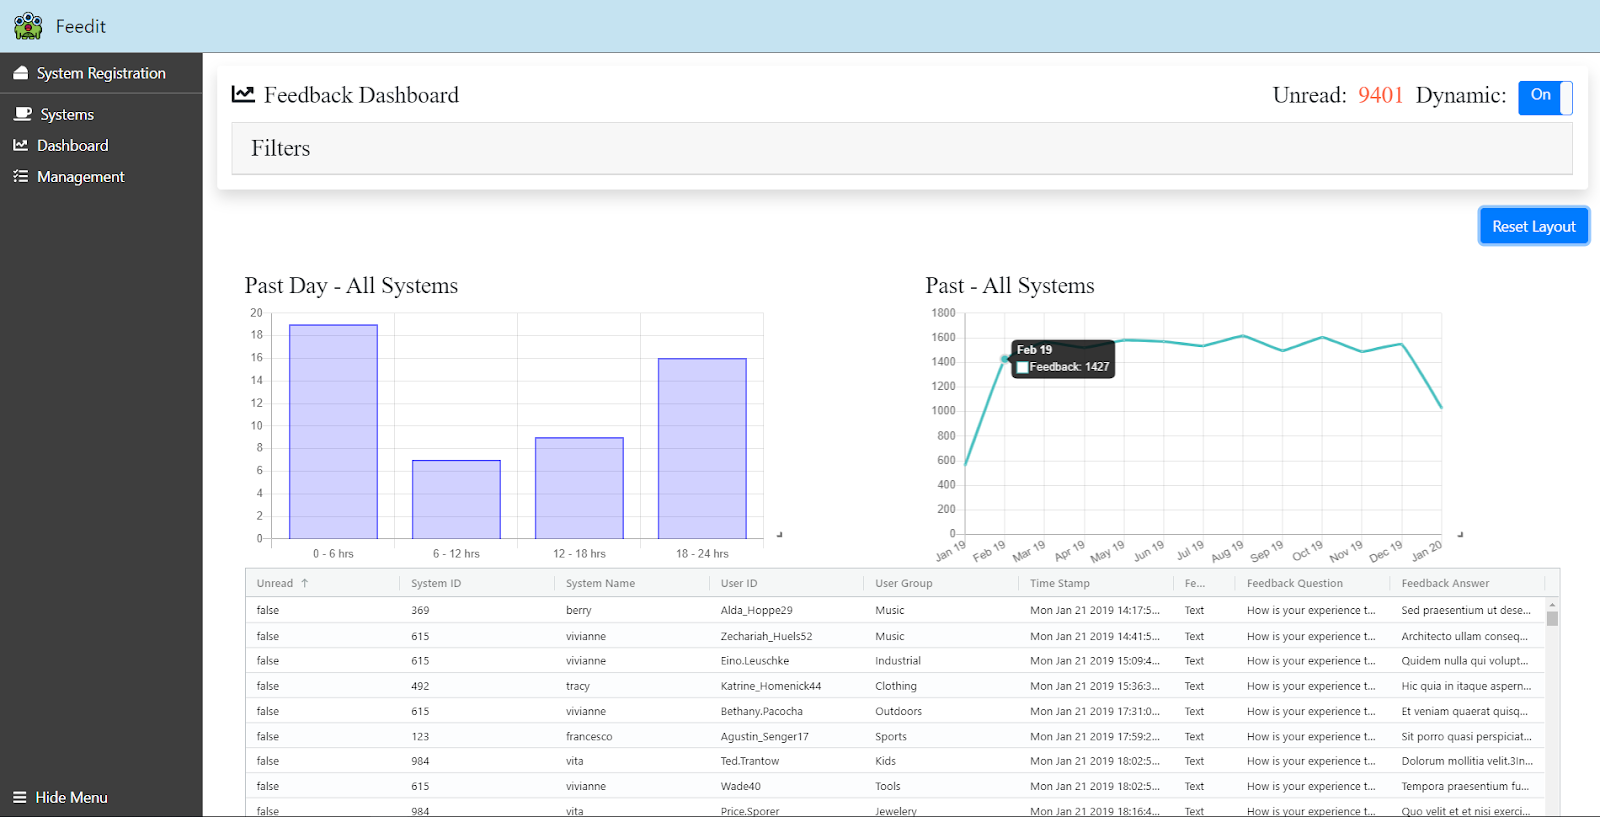 Feedit
System Registration
Systems
Dashboard
Management
Hide Menu
Feedback Dashboard
Unread: 9401 Dynamic: On
Filters
Reset Layout
Past Day - All Systems
20
18
16
14
12
10
8
6
4
2
0
0 - 6 hrs 6 - 12 hrs 12 - 18 hrs 18 - 24 hrs
Past - All Systems
1800
1600
1400
1200
1000
800
600
400
200
0
Feb 19
Feedback: 1427
Jan 19 Feb 19 Mar 19 Apr 19 May 19 Jun 19 Jul 19 Aug 19 Sep 19 Oct 19 Nov 19 Dec 19 Jan 20
Unread ↑ System ID System Name User ID User Group Time Stamp Fe... Feedback Question Feedback Answer
false 369 berry Alda_Hoppe29 Music Mon Jan 21 2019 14:17:5... Text How is your experience t... Sed praesentium ut dese...
false 615 vivianne Zechariah_Huels52 Music Mon Jan 21 2019 14:41:5... Text How is your experience t... Architecto ullam conseq...
false 615 vivianne Eino.Leuschke Industrial Mon Jan 21 2019 15:09:4... Text How is your experience t... Quidem nulla qui volupt...
false 492 tracy Katrine_Homenick44 Clothing Mon Jan 21 2019 15:36:3... Text How is your experience t... Hic quia in itaque aspern...
false 615 vivianne Bethany.Pacocha Outdoors Mon Jan 21 2019 17:31:0... Text How is your experience t... Et veniam quaerat quisq...
false 123 francesco Agustin_Senger17 Sports Mon Jan 21 2019 17:59:2... Text How is your experience t... Sit porro quasi perspiciat...
false 984 vita Ted.Trantow Kids Mon Jan 21 2019 18:02:5... Text How is your experience t... Dolorum mollitia velit.3In...
false 615 vivianne Wade40 Tools Mon Jan 21 2019 18:02:5... Text How is your experience t... Tempora praesentium fu...
false 984 vita Price.Sporer Jewelery Mon Jan 21 2019 18:16:4... Text How is your experience t... Quo velit et et nisi exerci...